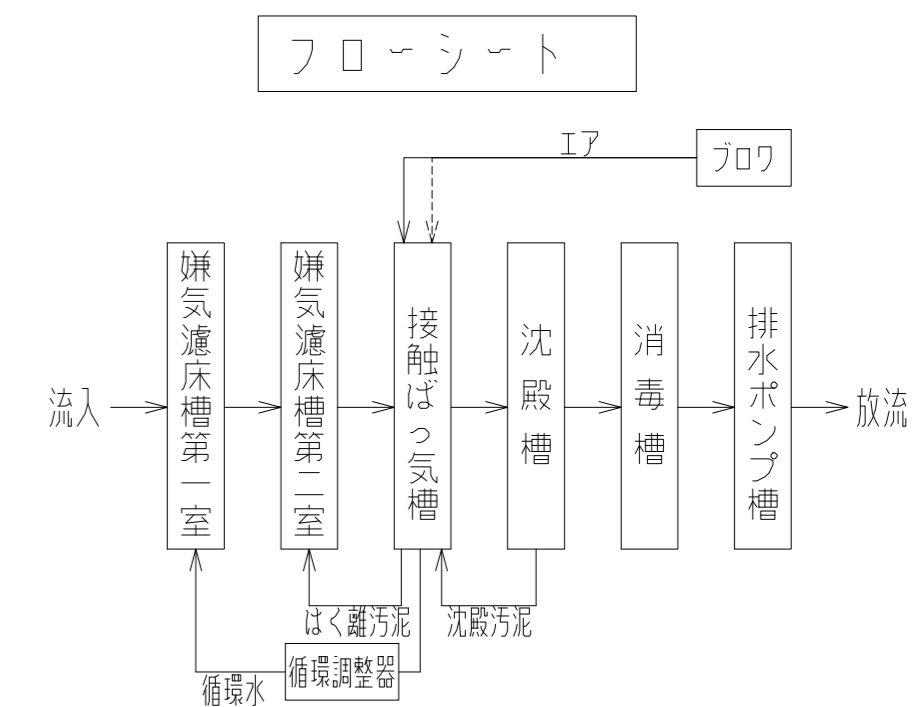 フローシート
エア
ブロワ
嫌気濾床槽第一室
嫌気濾床槽第二室
接触ばっ気槽
沈殿槽
消毒槽
排水ポンプ槽
流入
放流
はく離汚泥
沈殿汚泥
循環調整器
循環水